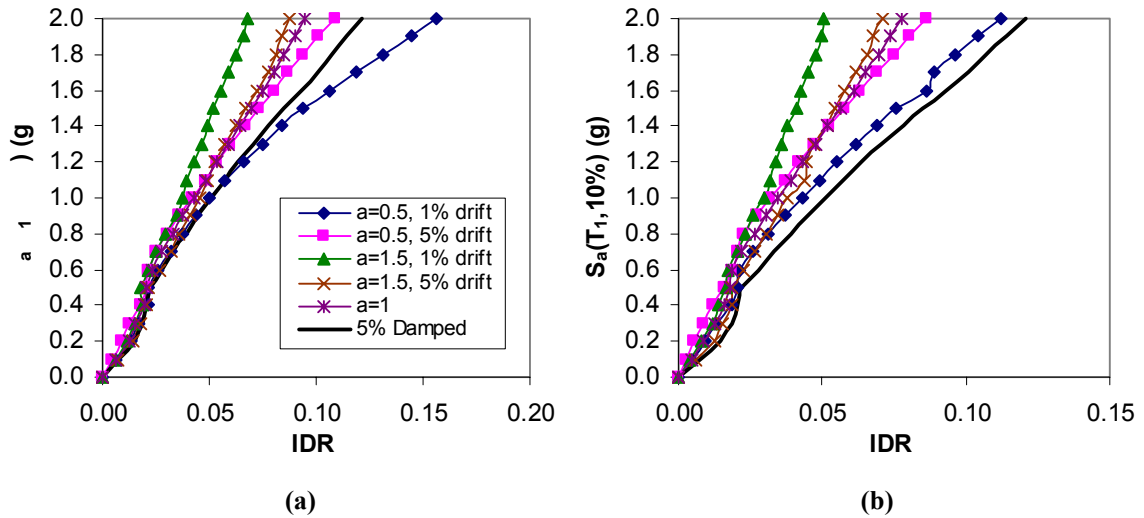 2.0
1.8
1.6
1.4
1.2
1.0
0.8
0.6
0.4
0.2
0.0
a 1 ) (g
0.00 0.05 0.10 0.15 0.20
IDR
a=0.5, 1% drift
a=0.5, 5% drift
a=1.5, 1% drift
a=1.5, 5% drift
a=1
5% Damped
(a)
2.0
1.8
1.6
1.4
1.2
1.0
0.8
0.6
0.4
0.2
0.0
Sa(T1, 10%) (g)
0.00 0.05 0.10 0.15
IDR
(b)